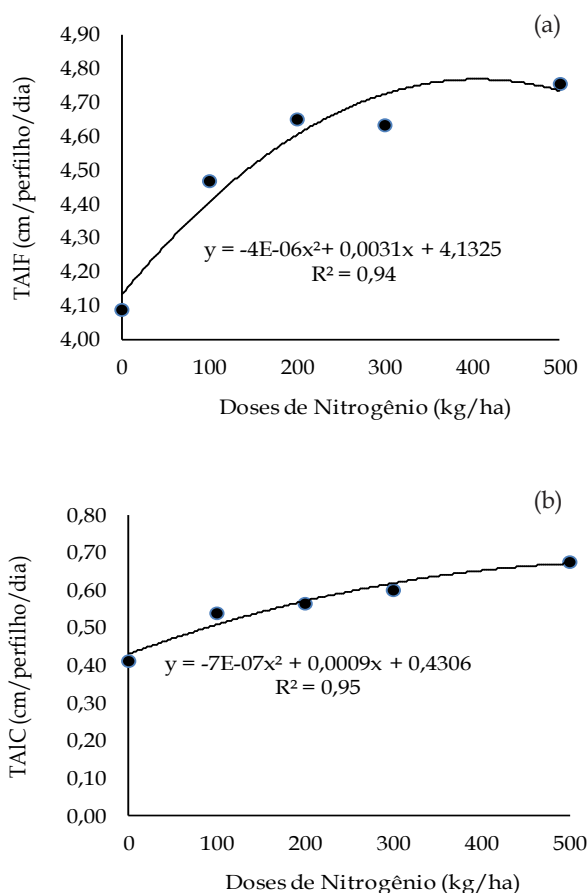 (a)
4,90
4,80
4,70
4,60
4,50
4,40
4,30
4,20
4,10
4,00
TAlF (cm/perfilho/dia)
y = -4E-06x²+ 0,0031x + 4,1325
R² = 0,94
0 100 200 300 400 500
Doses de Nitrogênio (kg/ha)
(b)
0,80
0,70
0,60
0,50
0,40
0,30
0,20
0,10
0,00
TAlC (cm/perfilho/dia)
y = -7E-07x² + 0,0009x + 0,4306
R² = 0,95
0 100 200 300 400 500
Doses de Nitrogênio (kg/ha)